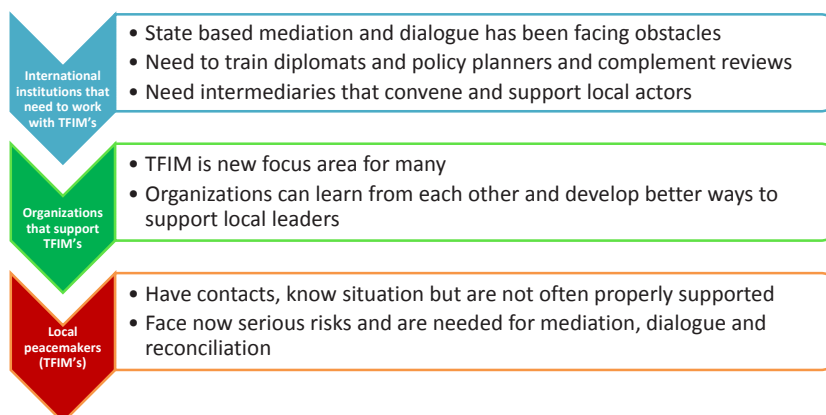 International
institutions that
need to work
with TFIM's
• State based mediation and dialogue has been facing obstacles
• Need to train diplomats and policy planners and complement reviews
• Need intermediaries that convene and support local actors
Organizations
that support
TFIM's
• TFIM is new focus area for many
• Organizations can learn from each other and develop better ways to
support local leaders
Local
peacemakers
(TFIM's)
• Have contacts, know situation but are not often properly supported
• Face now serious risks and are needed for mediation, dialogue and
reconciliation